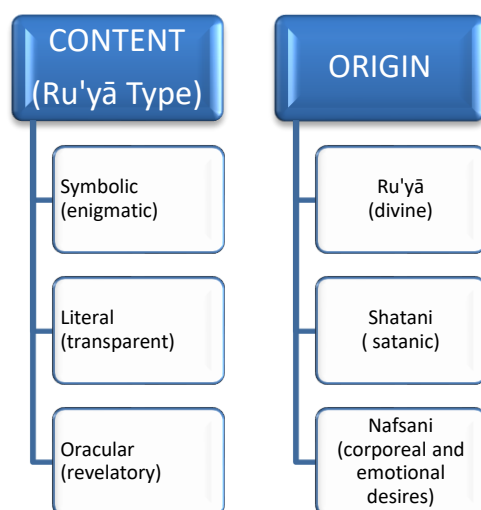 CONTENT
(Ru'yā Type)
Symbolic
(enigmatic)
Literal
(transparent)
Oracular
(revelatory)
ORIGIN
Ru'yā
(divine)
Shatani
( satanic)
Nafsani
(corporeal and
emotional
desires)